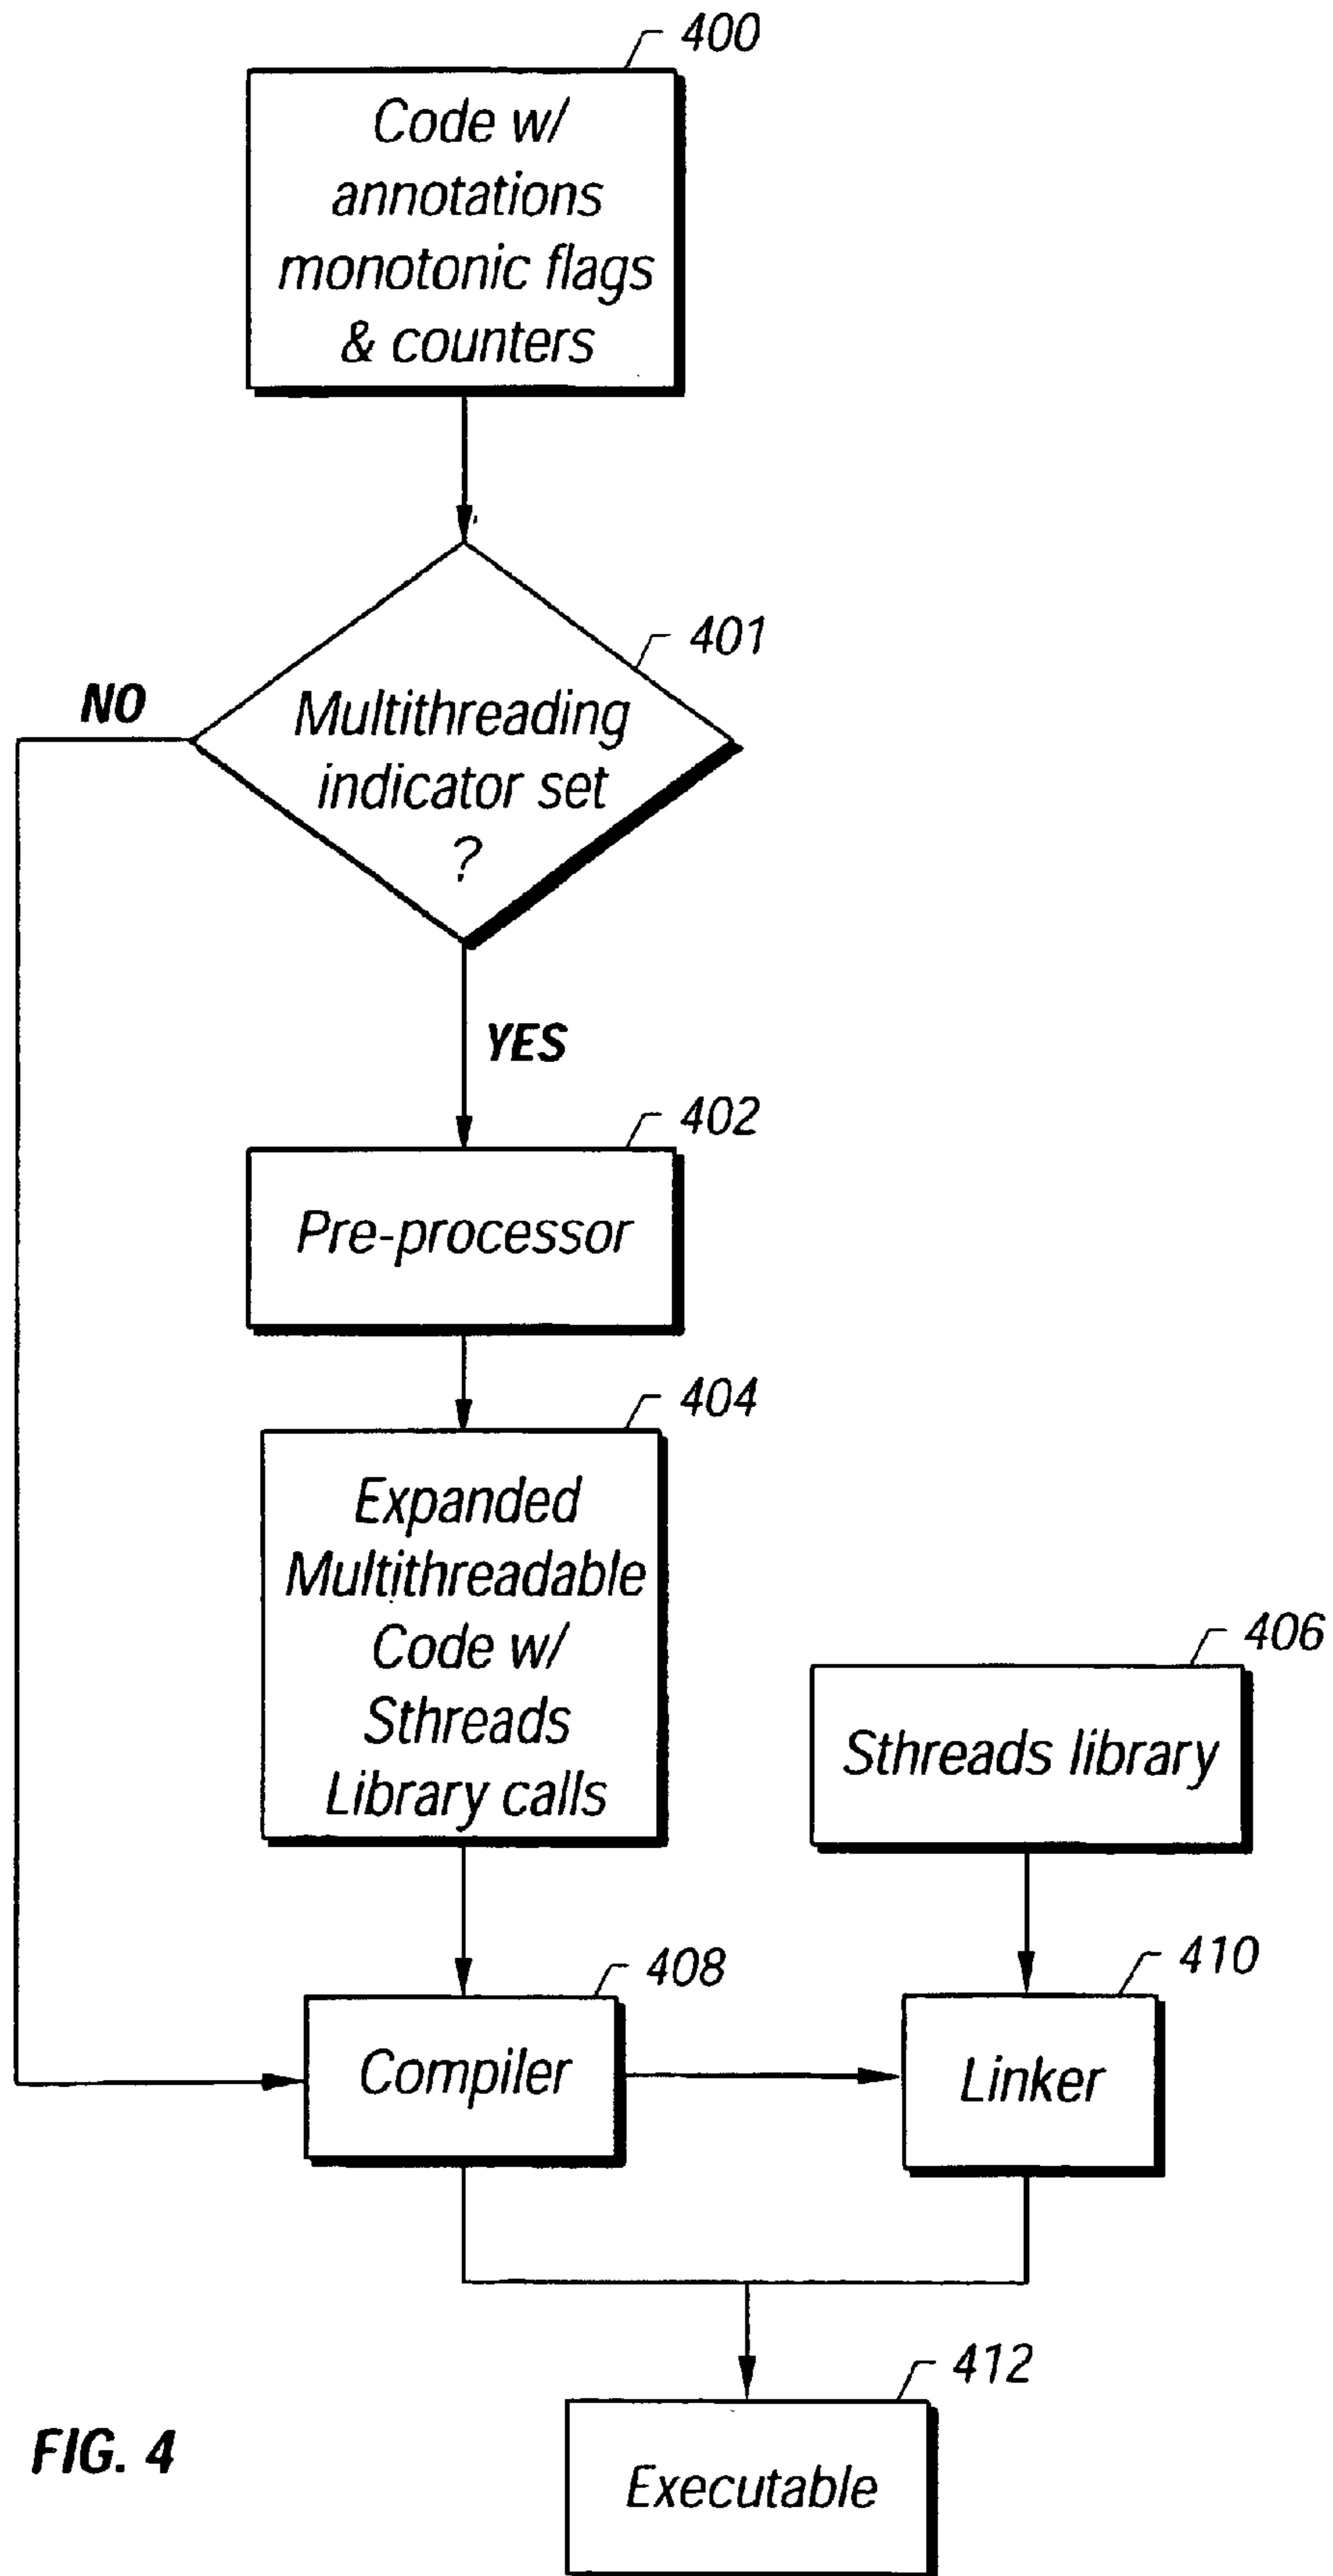 400
Code w/
annotations
monotonic flags
& counters
401
NO
Multithreading
indicator set
?
YES
402
Pre-processor
404
Expanded
Multithreadable
Code w/
Sthreads
Library calls
406
Sthreads library
408
Compiler
410
Linker
412
Executable
FIG. 4